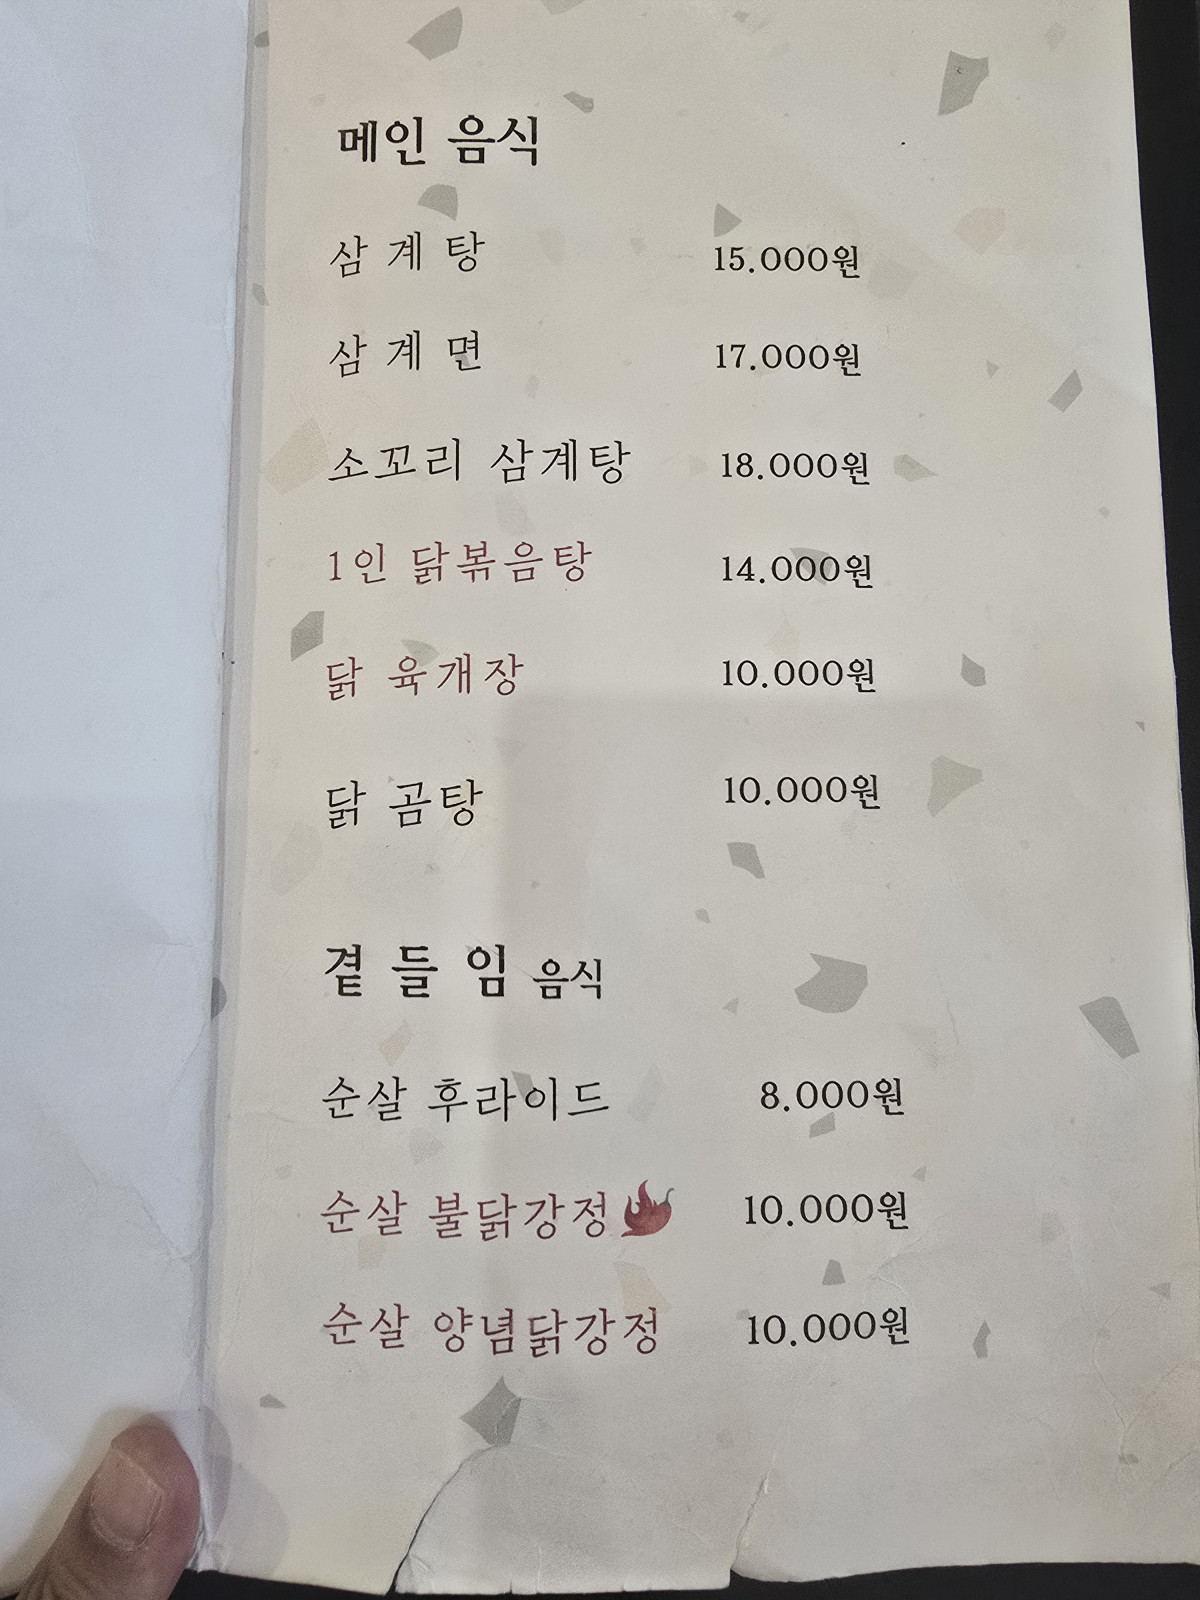 메인 음식
삼 계 탕 15.000원
삼 계 면 17.000원
소꼬리 삼계탕 18.000원
1인 닭볶음탕 14.000원
닭 육개장 10.000원
닭 곰탕 10.000원
곁 들 임 음식
순살 후라이드 8.000원
순살 불닭강정 10.000원
순살 양념닭강정 10.000원